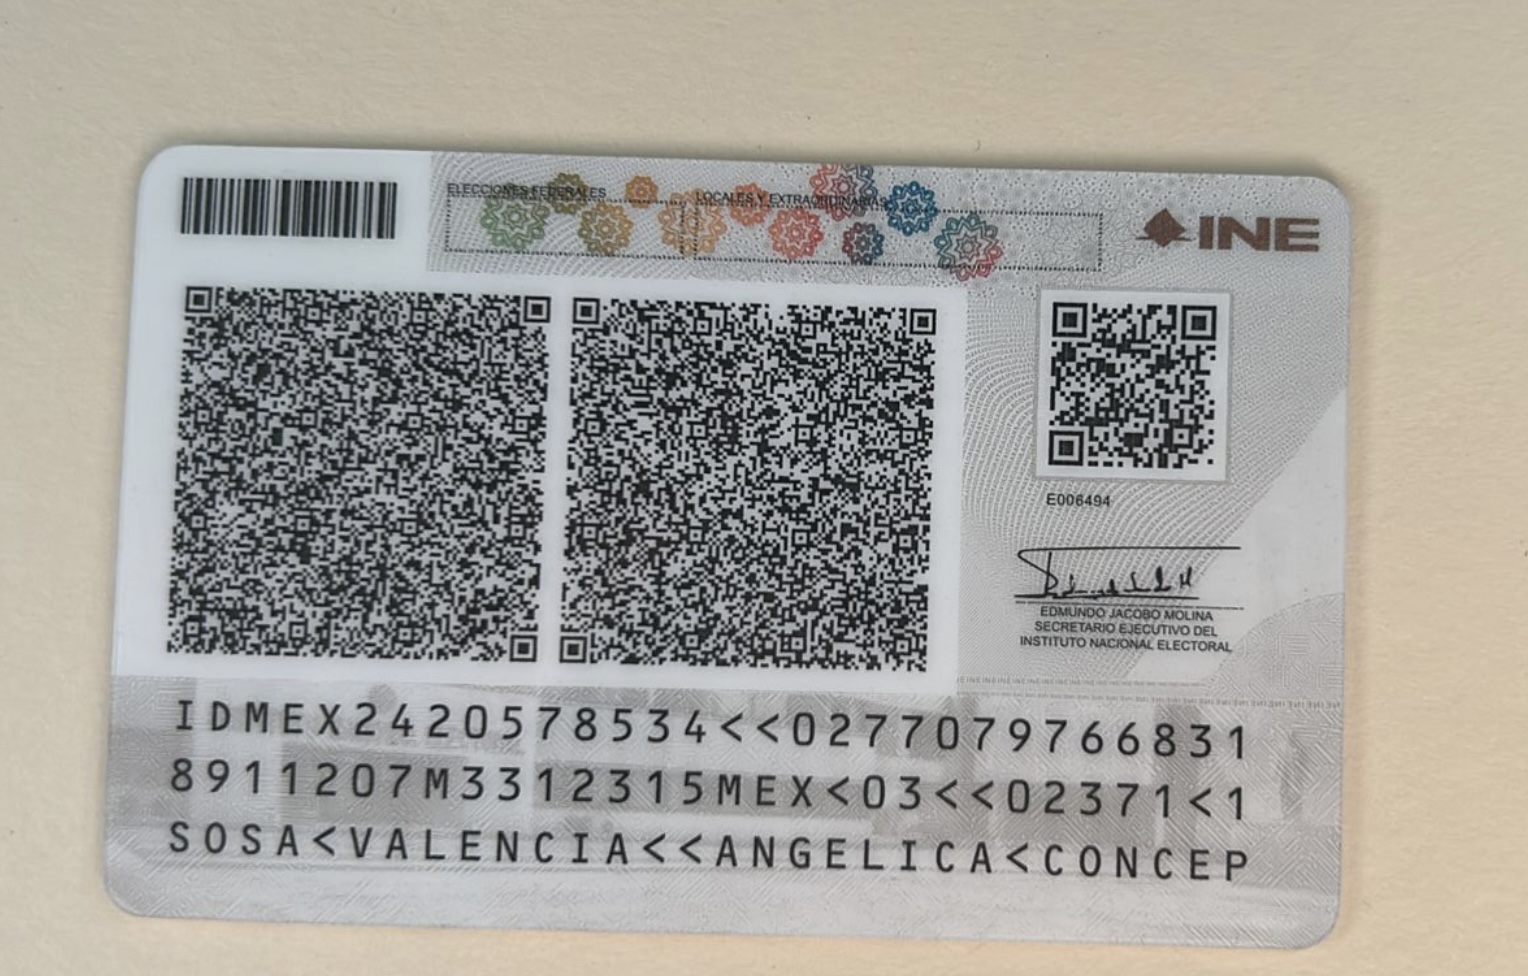 ELECCIONES FEDERALES
LOCALES Y EXTRAORDINARIAS
INE
E006494
EDMUNDO JACOBO MOLINA
SECRETARIO EJECUTIVO DEL
INSTITUTO NACIONAL ELECTORAL
IDMEX2420578534<<0277079766831
8911207M3312315MEX<03<<02371<1
SOSA<VALENCIA<<ANGELICA<CONCEP